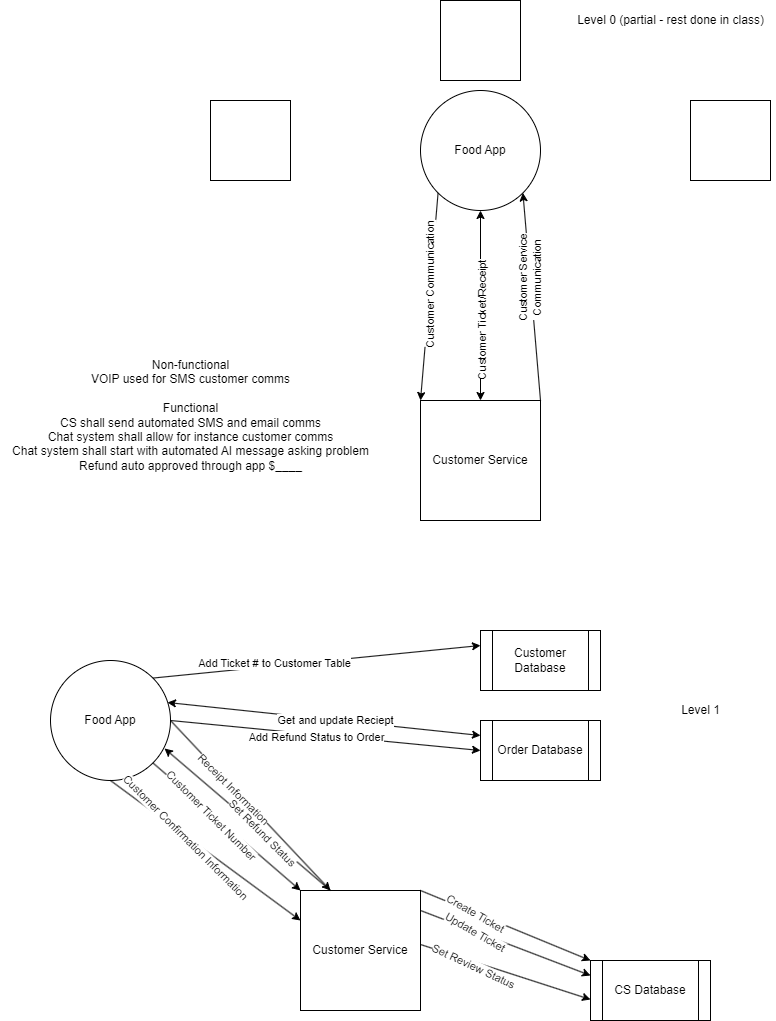 Level 0 (partial - rest done in class)
Food App
Customer Communication
Customer Ticket/Receipt
Customer Service
Communication
Non-functional
VOIP used for SMS customer comms
Functional
CS shall send automated SMS and email comms
Chat system shall allow for instance customer comms
Chat system shall start with automated AI message asking problem
Refund auto approved through app $____
Customer Service
Level 1
Food App
Add Ticket # to Customer Table
Customer
Database
Get and update Reciept
Add Refund Status to Order
Order Database
Receipt Information
Set Refund Status
Customer Ticket Number
Customer Confirmation Information
Customer Service
Create Ticket
Update Ticket
Set Review Status
CS Database